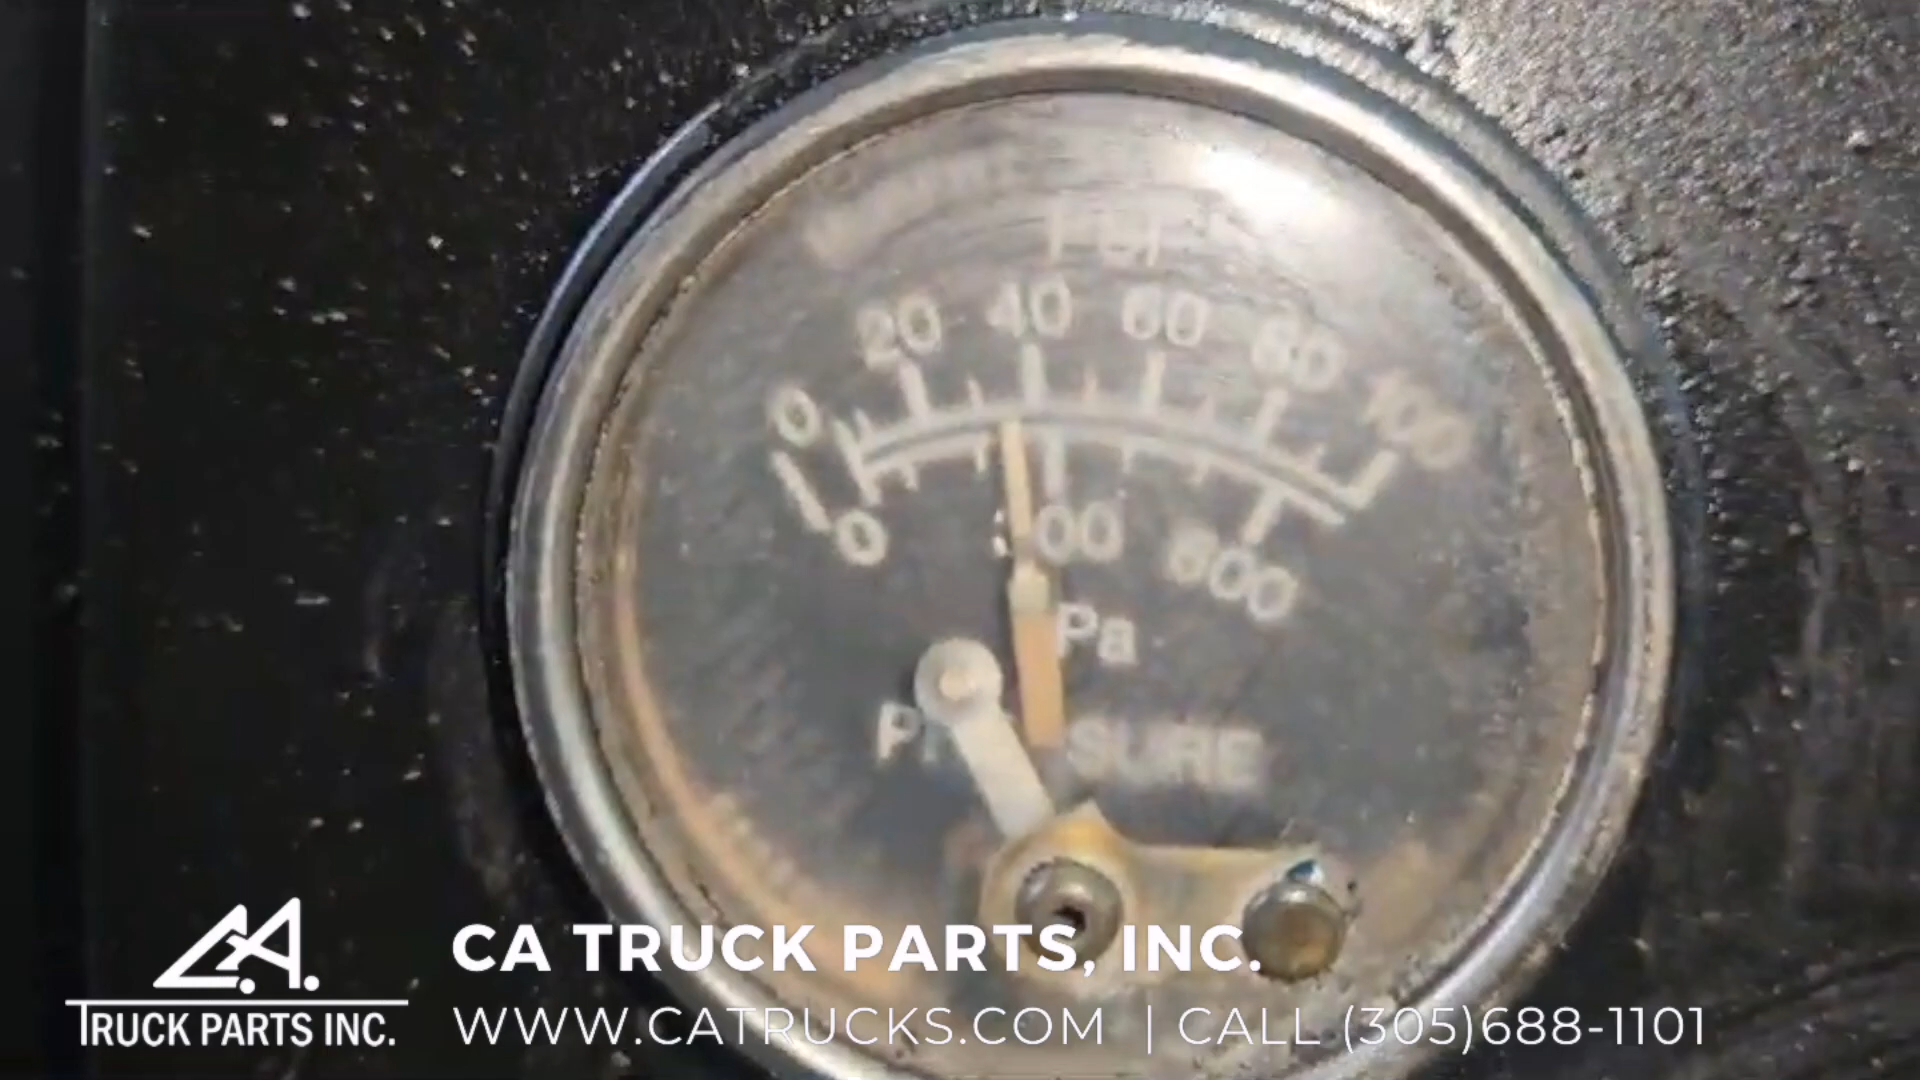 PSI
0 20 40 60 80 100
0 00 600
Pa
SURE
C.A.
TRUCK PARTS INC.
CA TRUCK PARTS, INC.
WWW.CATRUCKS.COM | CALL (305)688-1101